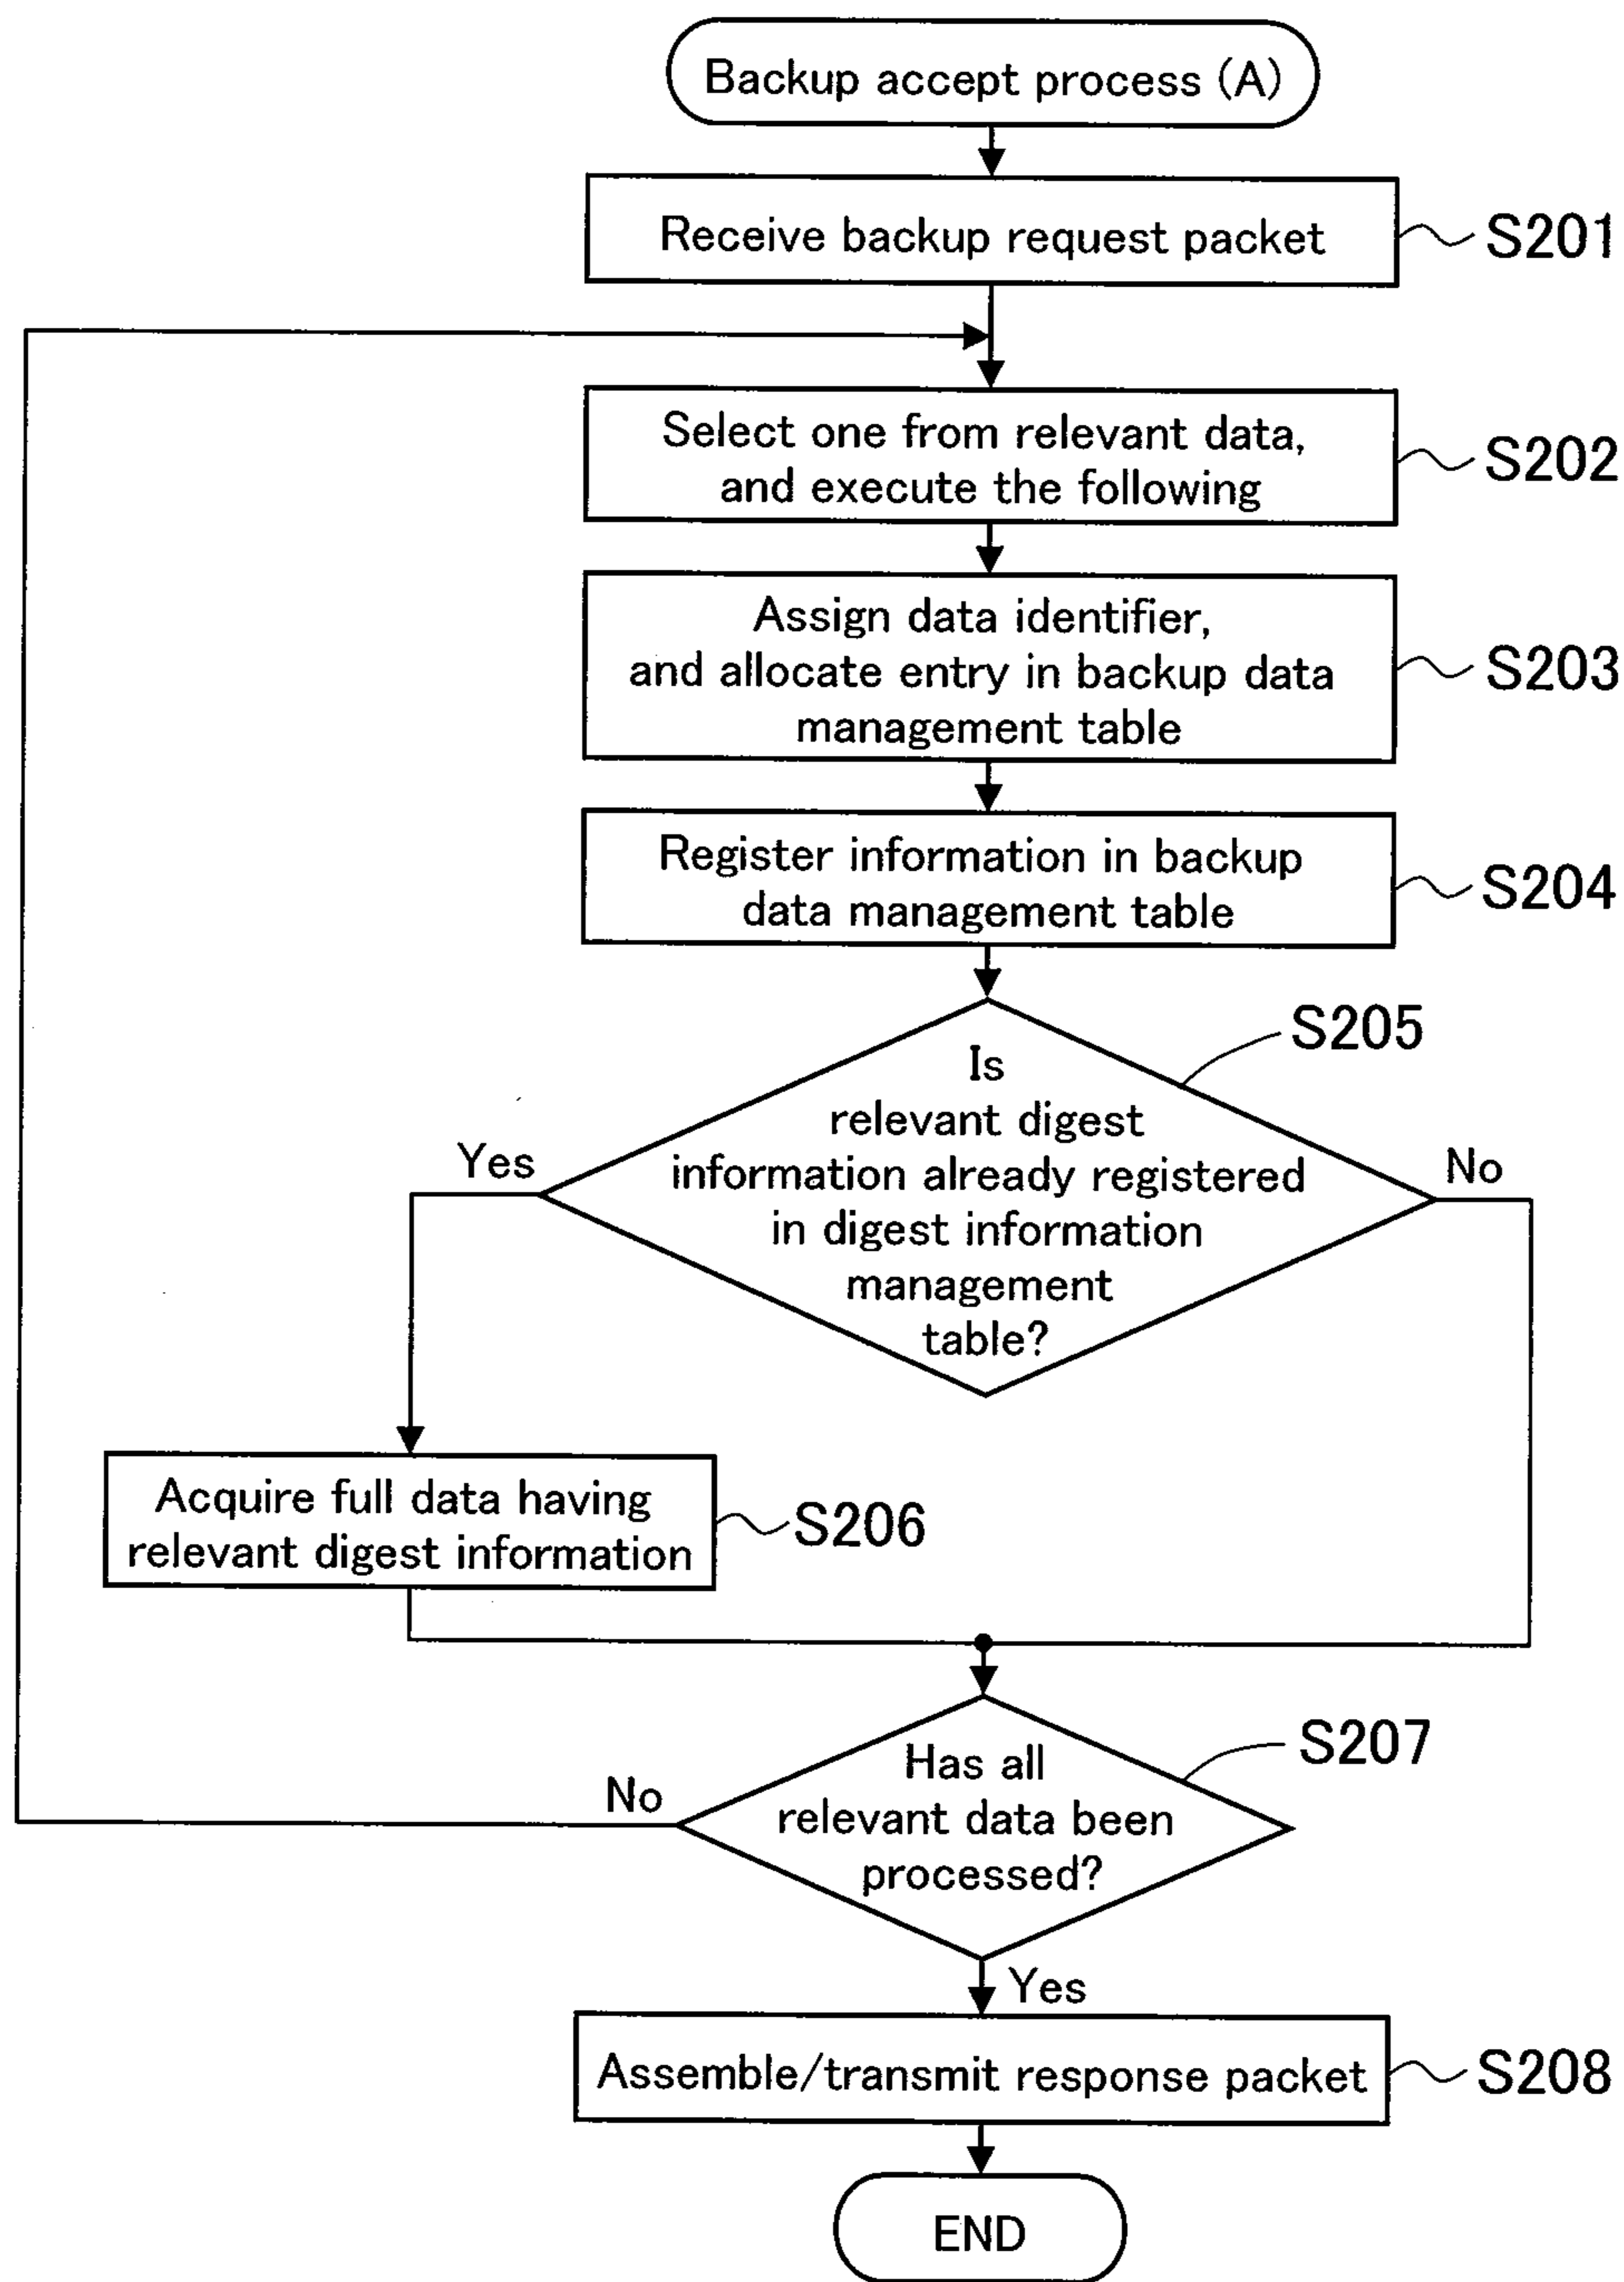 Backup accept process (A)
Receive backup request packet
S201
Select one from relevant data,
and execute the following
S202
Assign data identifier,
and allocate entry in backup data
management table
S203
Register information in backup
data management table
S204
S205
Is
relevant digest
information already registered
in digest information
management
table?
Yes
No
Acquire full data having
relevant digest information
S206
S207
Has all
relevant data been
processed?
No
Yes
Assemble/transmit response packet
S208
END